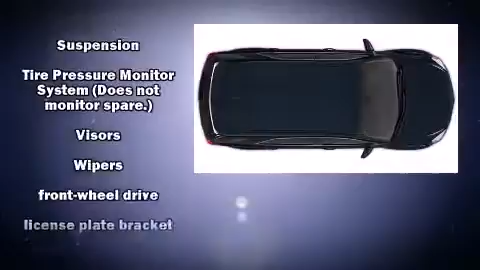 Suspension
Tire Pressure Monitor
System (Does not
monitor spare.)
Visors
Wipers
front-wheel drive
license plate bracket